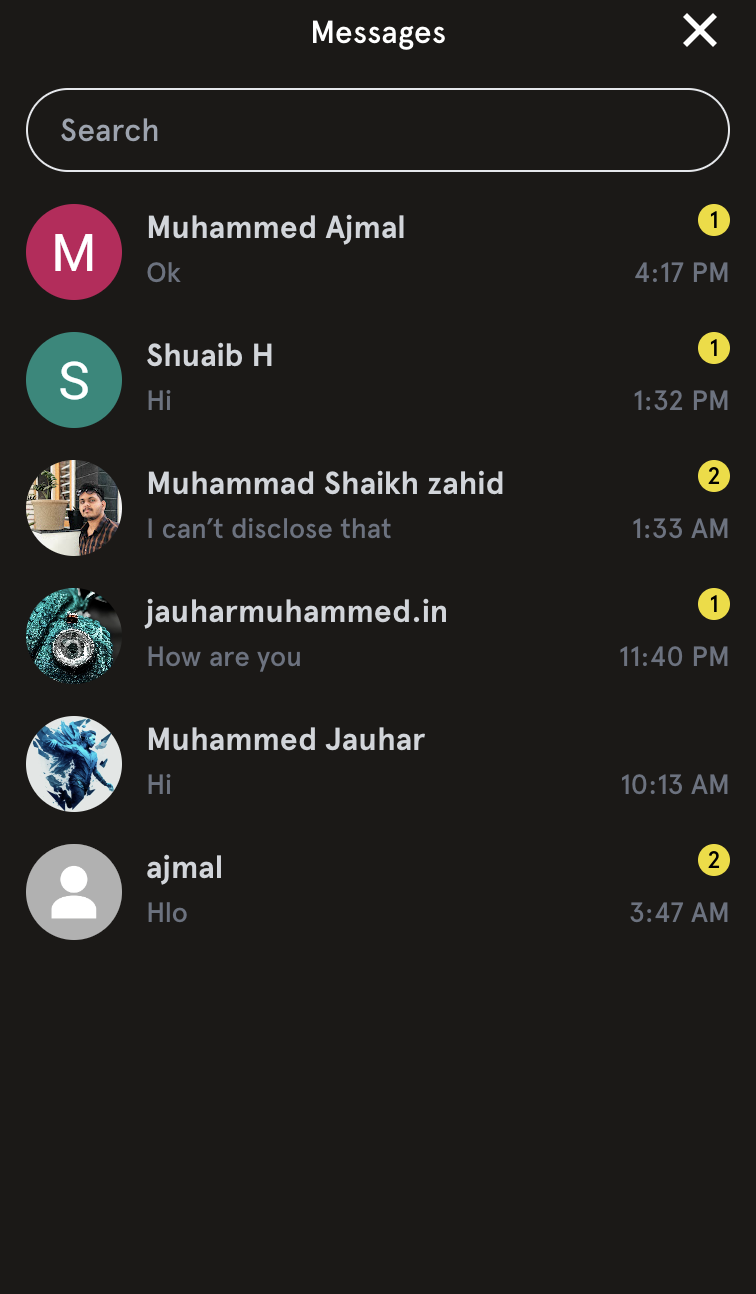 Messages
Search
M
Muhammed Ajmal
1
Ok
4:17 PM
S
Shuaib H
1
Hi
1:32 PM
Muhammad Shaikh zahid
2
I can’t disclose that
1:33 AM
jauharmuhammed.in
1
How are you
11:40 PM
Muhammed Jauhar
Hi
10:13 AM
ajmal
2
Hlo
3:47 AM